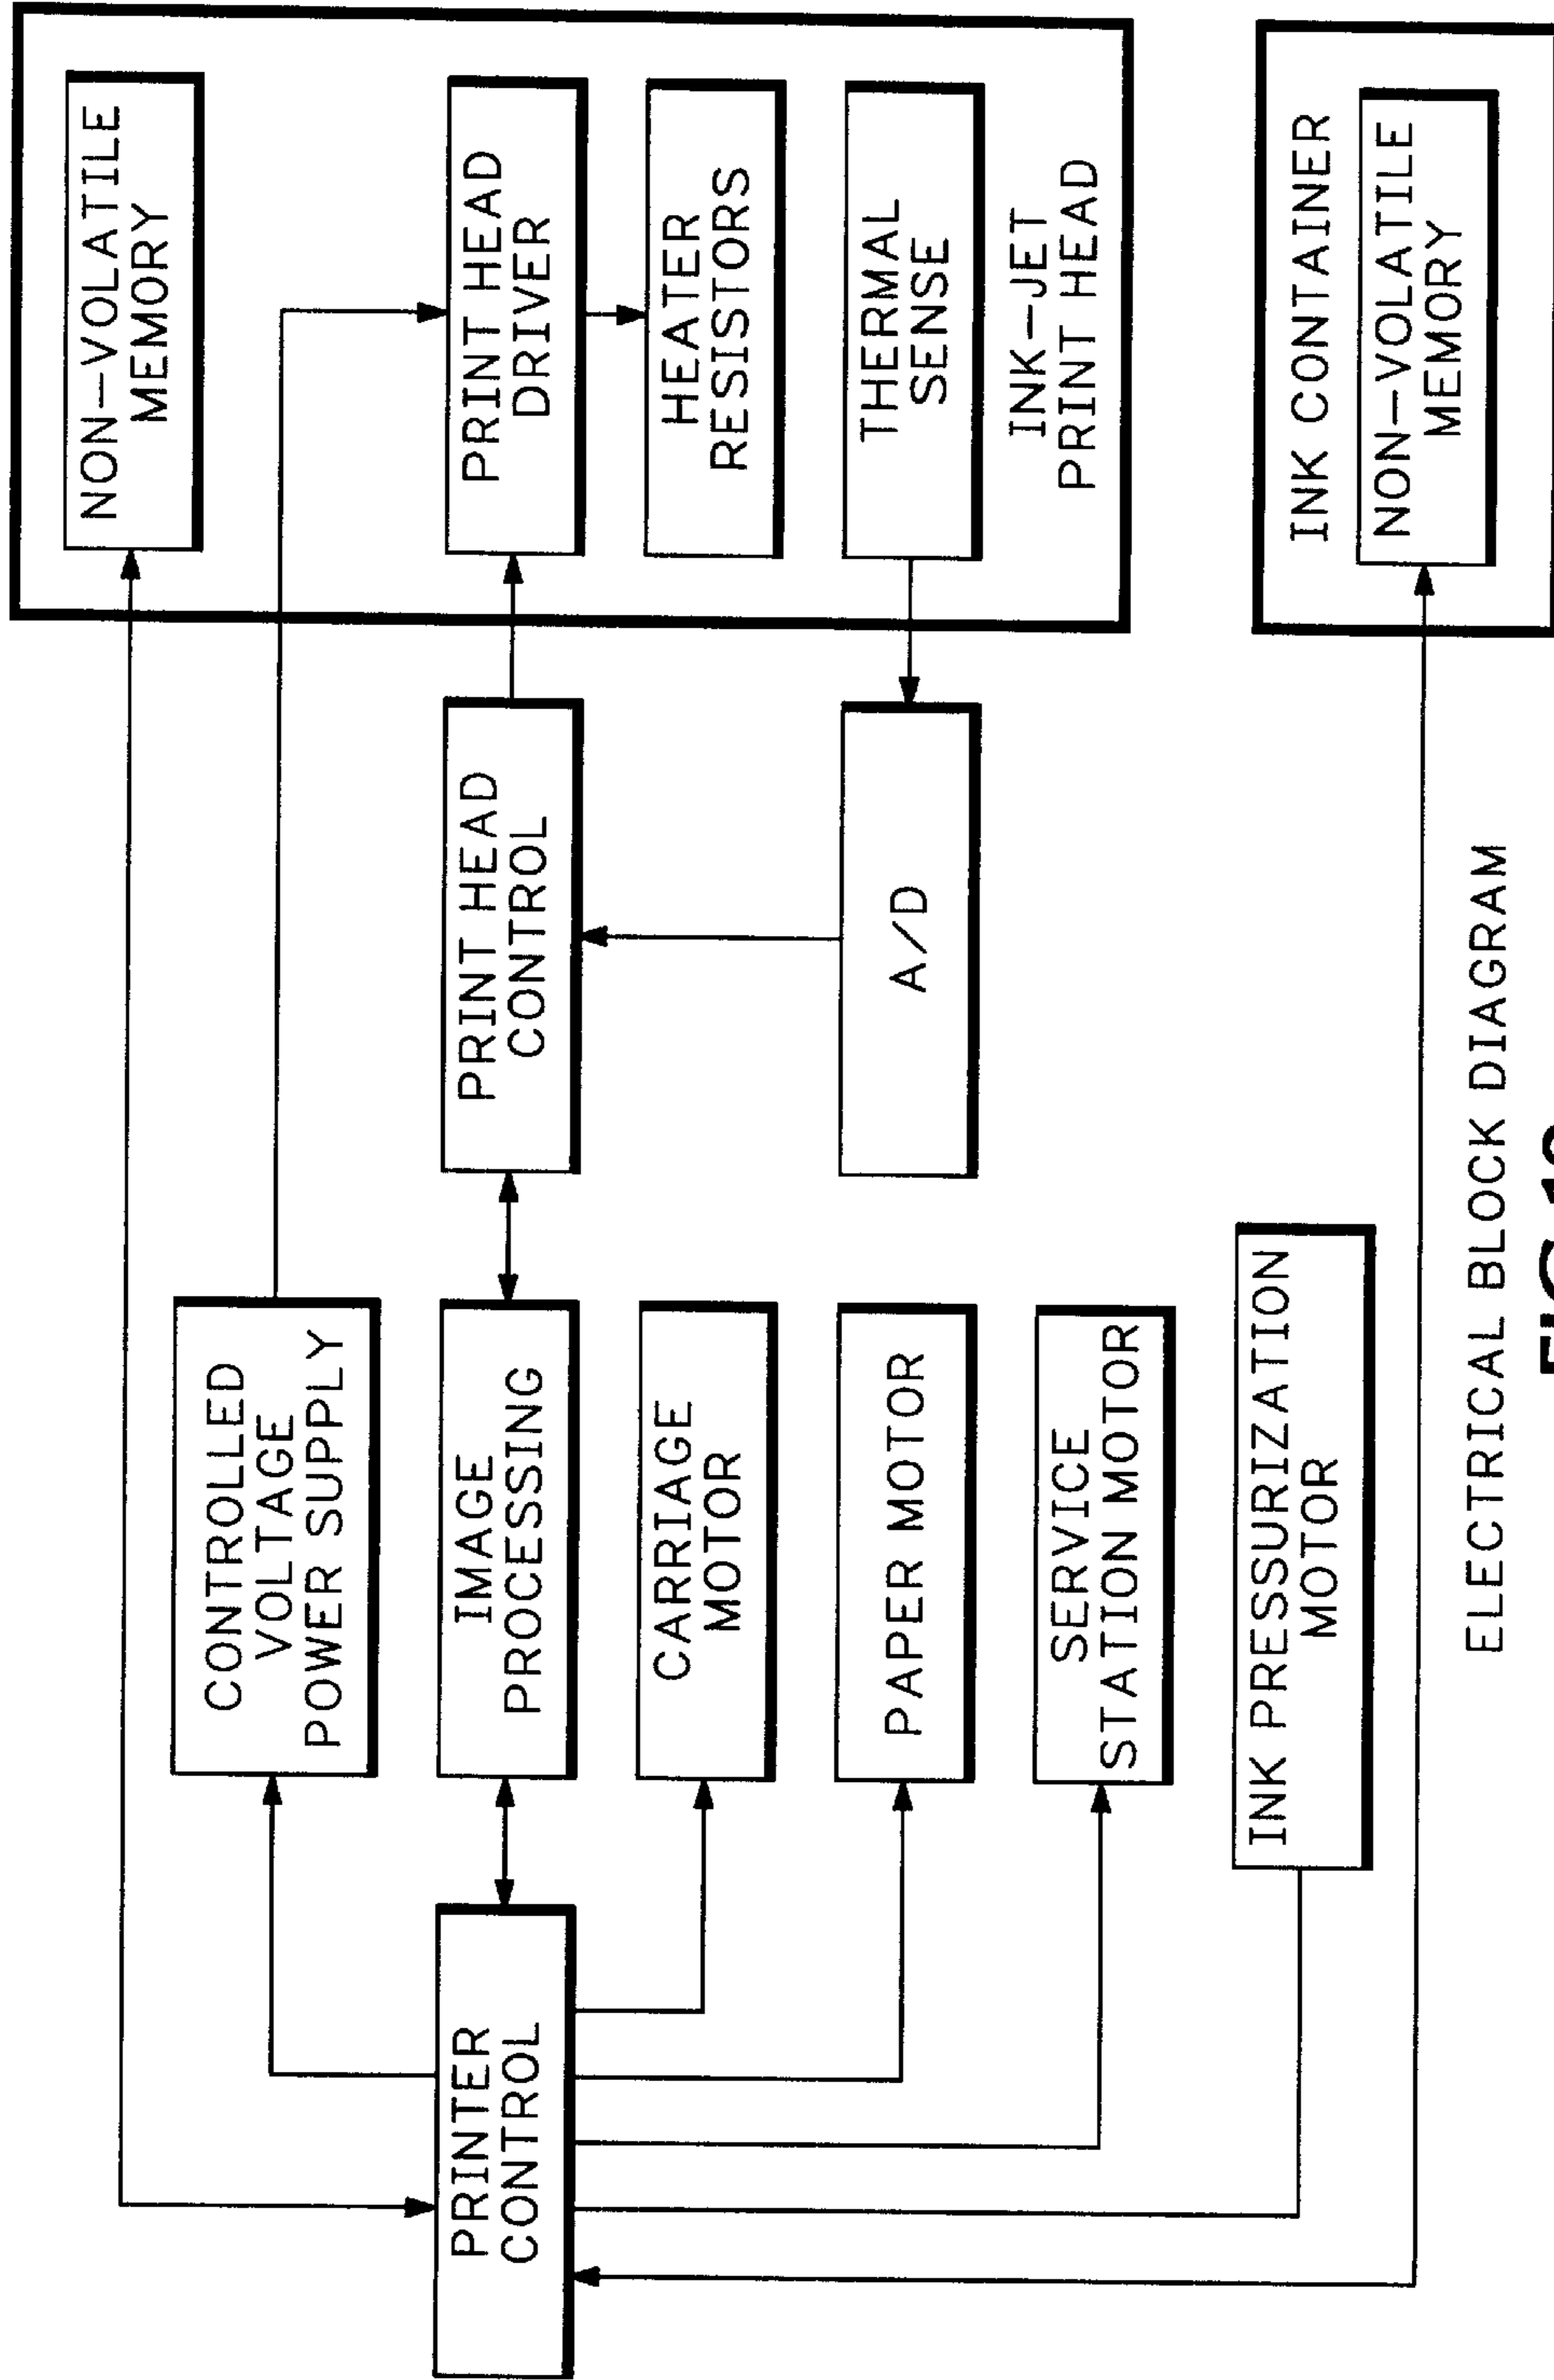 NON-VOLATILE
MEMORY
CONTROLLED
VOLTAGE
POWER SUPPLY
PRINTER
CONTROL
IMAGE
PROCESSING
PRINT HEAD
CONTROL
PRINT HEAD
DRIVER
CARRIAGE
MOTOR
HEATER
RESISTORS
PAPER MOTOR
A/D
THERMAL
SENSE
SERVICE
STATION MOTOR
INK-JET
PRINT HEAD
INK PRESSURIZATION
MOTOR
INK CONTAINER
NON-VOLATILE
MEMORY
ELECTRICAL BLOCK DIAGRAM